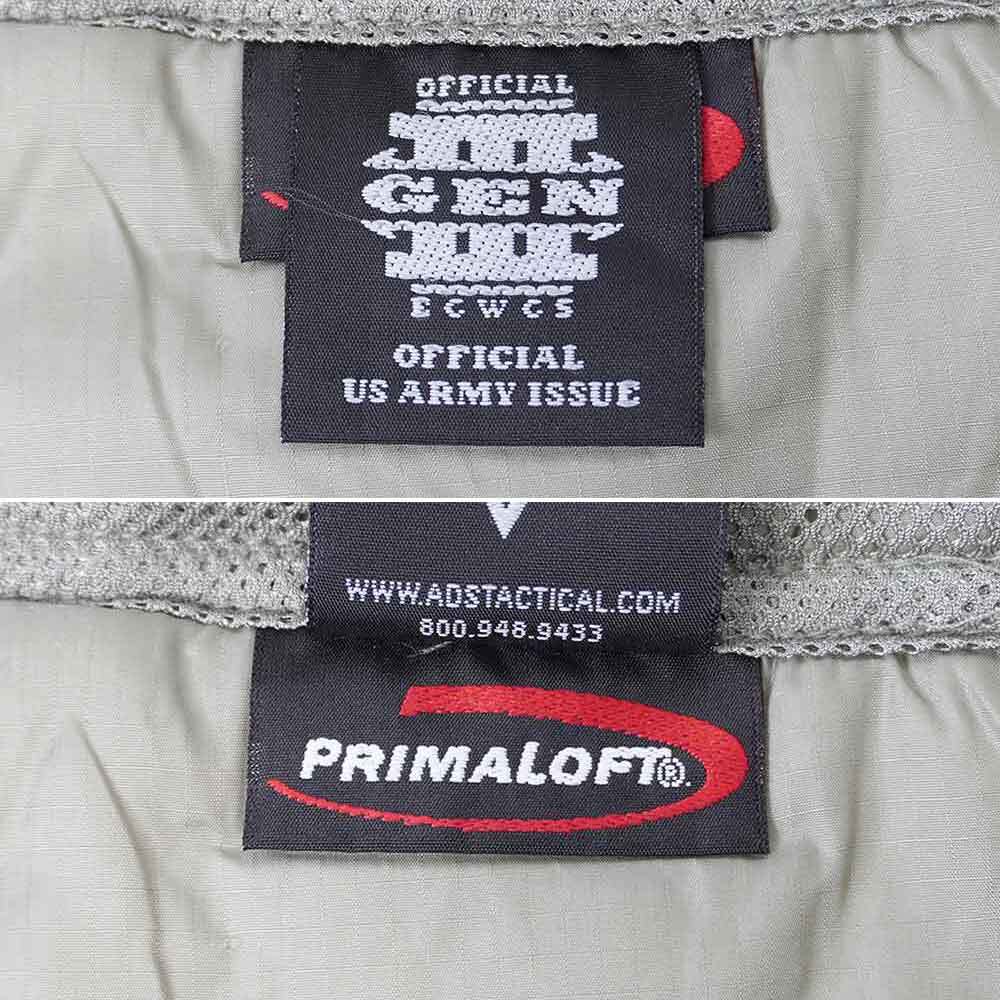 OFFICIAL
III
GEN
III
ECWCS
OFFICIAL
US ARMY ISSUE
WWW.ADSTACTICAL.COM
800.948.9433
PRIMALOFT®.